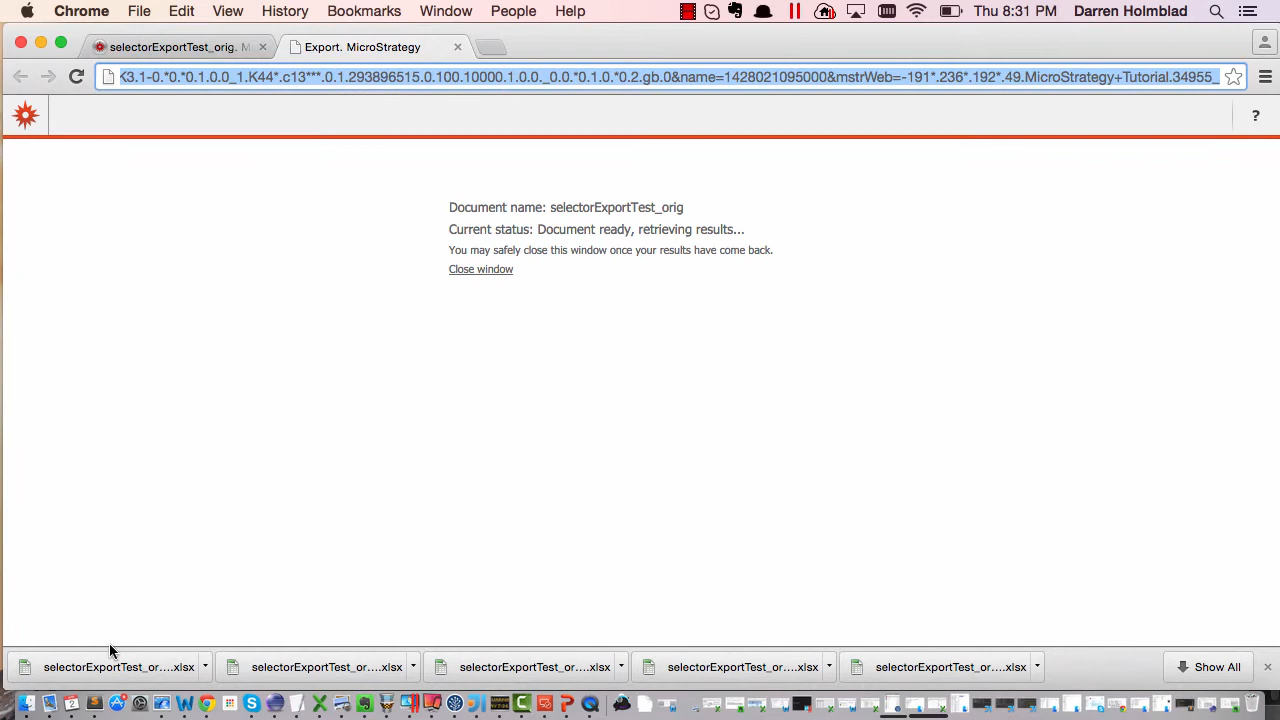 Chrome File Edit View History Bookmarks Window People Help Thu 8:31 PM Darren Holmblad
selectorExportTest_orig. M Export. MicroStrategy
K3.1-0.*0.*0.1.0.0_1.K44*.c13***.0.1.293896515.0.100.10000.1.0.0._0.0.*0.1.0.*0.2.gb.0&name=1428021095000&mstrWeb=-191*.236*.192*.49.MicroStrategy+Tutorial.34955_
?
Document name: selectorExportTest_orig
Current status: Document ready, retrieving results...
You may safely close this window once your results have come back.
Close window
selectorExportTest_or....xlsx selectorExportTest_or....xlsx selectorExportTest_or....xlsx selectorExportTest_or....xlsx selectorExportTest_or....xlsx Show All